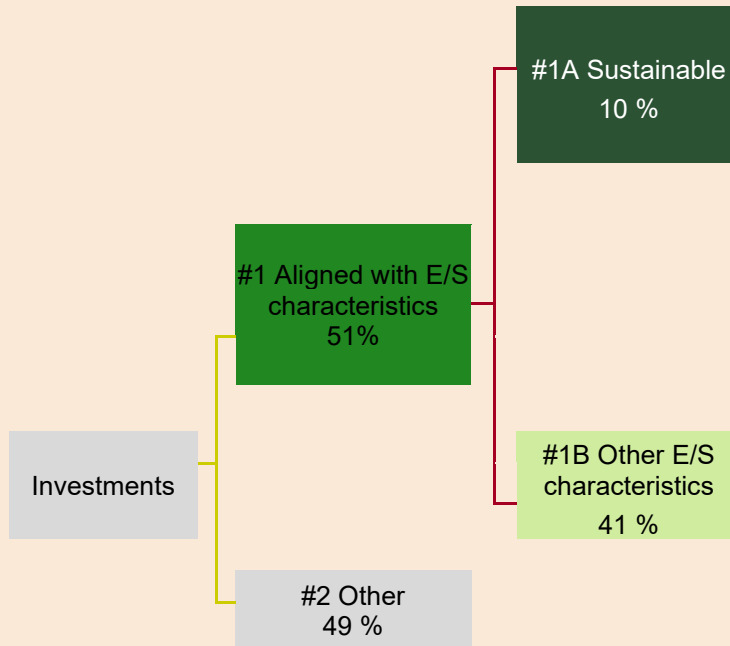 #1A Sustainable
10 %
#1 Aligned with E/S
characteristics
51%
Investments
#1B Other E/S
characteristics
41 %
#2 Other
49 %